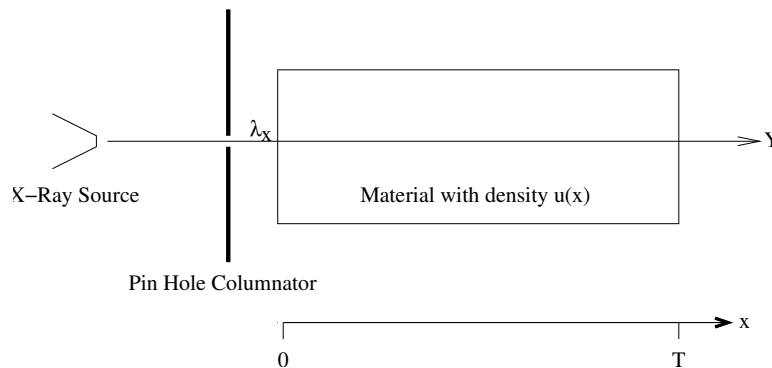 λx
Y
X−Ray Source
Material with density u(x)
Pin Hole Columnator
x
0
T